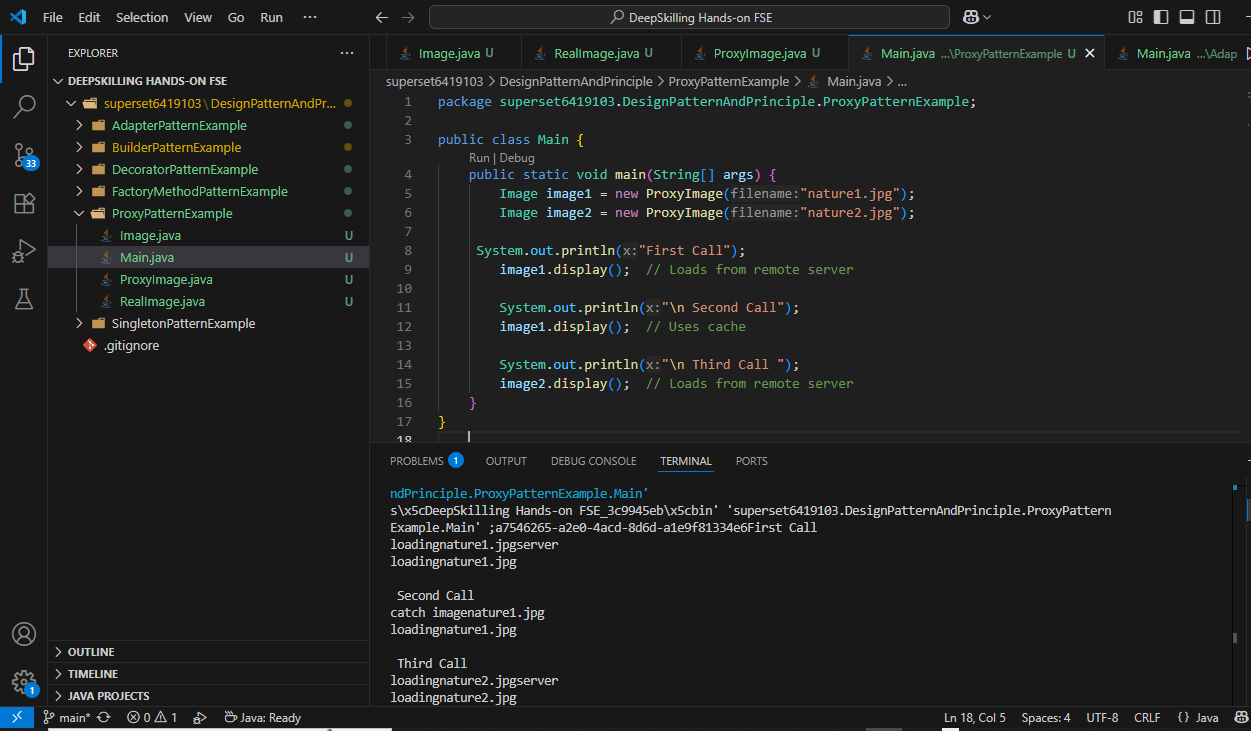 File Edit Selection View Go Run ···
DeepSkilling Hands-on FSE
EXPLORER
DEEPSKILLING HANDS-ON FSE
superset6419103 \ DesignPatternAndPr...
AdapterPatternExample
BuilderPatternExample
DecoratorPatternExample
FactoryMethodPatternExample
ProxyPatternExample
Image.java U
Main.java U
ProxyImage.java U
RealImage.java U
SingletonPatternExample
.gitignore
OUTLINE
TIMELINE
JAVA PROJECTS
33
1
Image.java U RealImage.java U ProxyImage.java U Main.java ...\ProxyPatternExample U Main.java ...\Adap
superset6419103 > DesignPatternAndPrinciple > ProxyPatternExample > Main.java > ...
1 package superset6419103.DesignPatternAndPrinciple.ProxyPatternExample;
2
3 public class Main {
Run | Debug
4 public static void main(String[] args) {
5 Image image1 = new ProxyImage(filename:"nature1.jpg");
6 Image image2 = new ProxyImage(filename:"nature2.jpg");
7
8 System.out.println(x:"First Call");
9 image1.display(); // Loads from remote server
10
11 System.out.println(x:"\n Second Call");
12 image1.display(); // Uses cache
13
14 System.out.println(x:"\n Third Call ");
15 image2.display(); // Loads from remote server
16 }
17 }
18
PROBLEMS 1 OUTPUT DEBUG CONSOLE TERMINAL PORTS
ndPrinciple.ProxyPatternExample.Main'
s\x5cDeepSkilling Hands-on FSE_3c9945eb\x5cbin' 'superset6419103.DesignPatternAndPrinciple.ProxyPattern
Example.Main' ;a7546265-a2e0-4acd-8d6d-a1e9f81334e6First Call
loadingnature1.jpgserver
loadingnature1.jpg
Second Call
catch imagenature1.jpg
loadingnature1.jpg
Third Call
loadingnature2.jpgserver
loadingnature2.jpg
main* 0 1 Java: Ready Ln 18, Col 5 Spaces: 4 UTF-8 CRLF {} Java